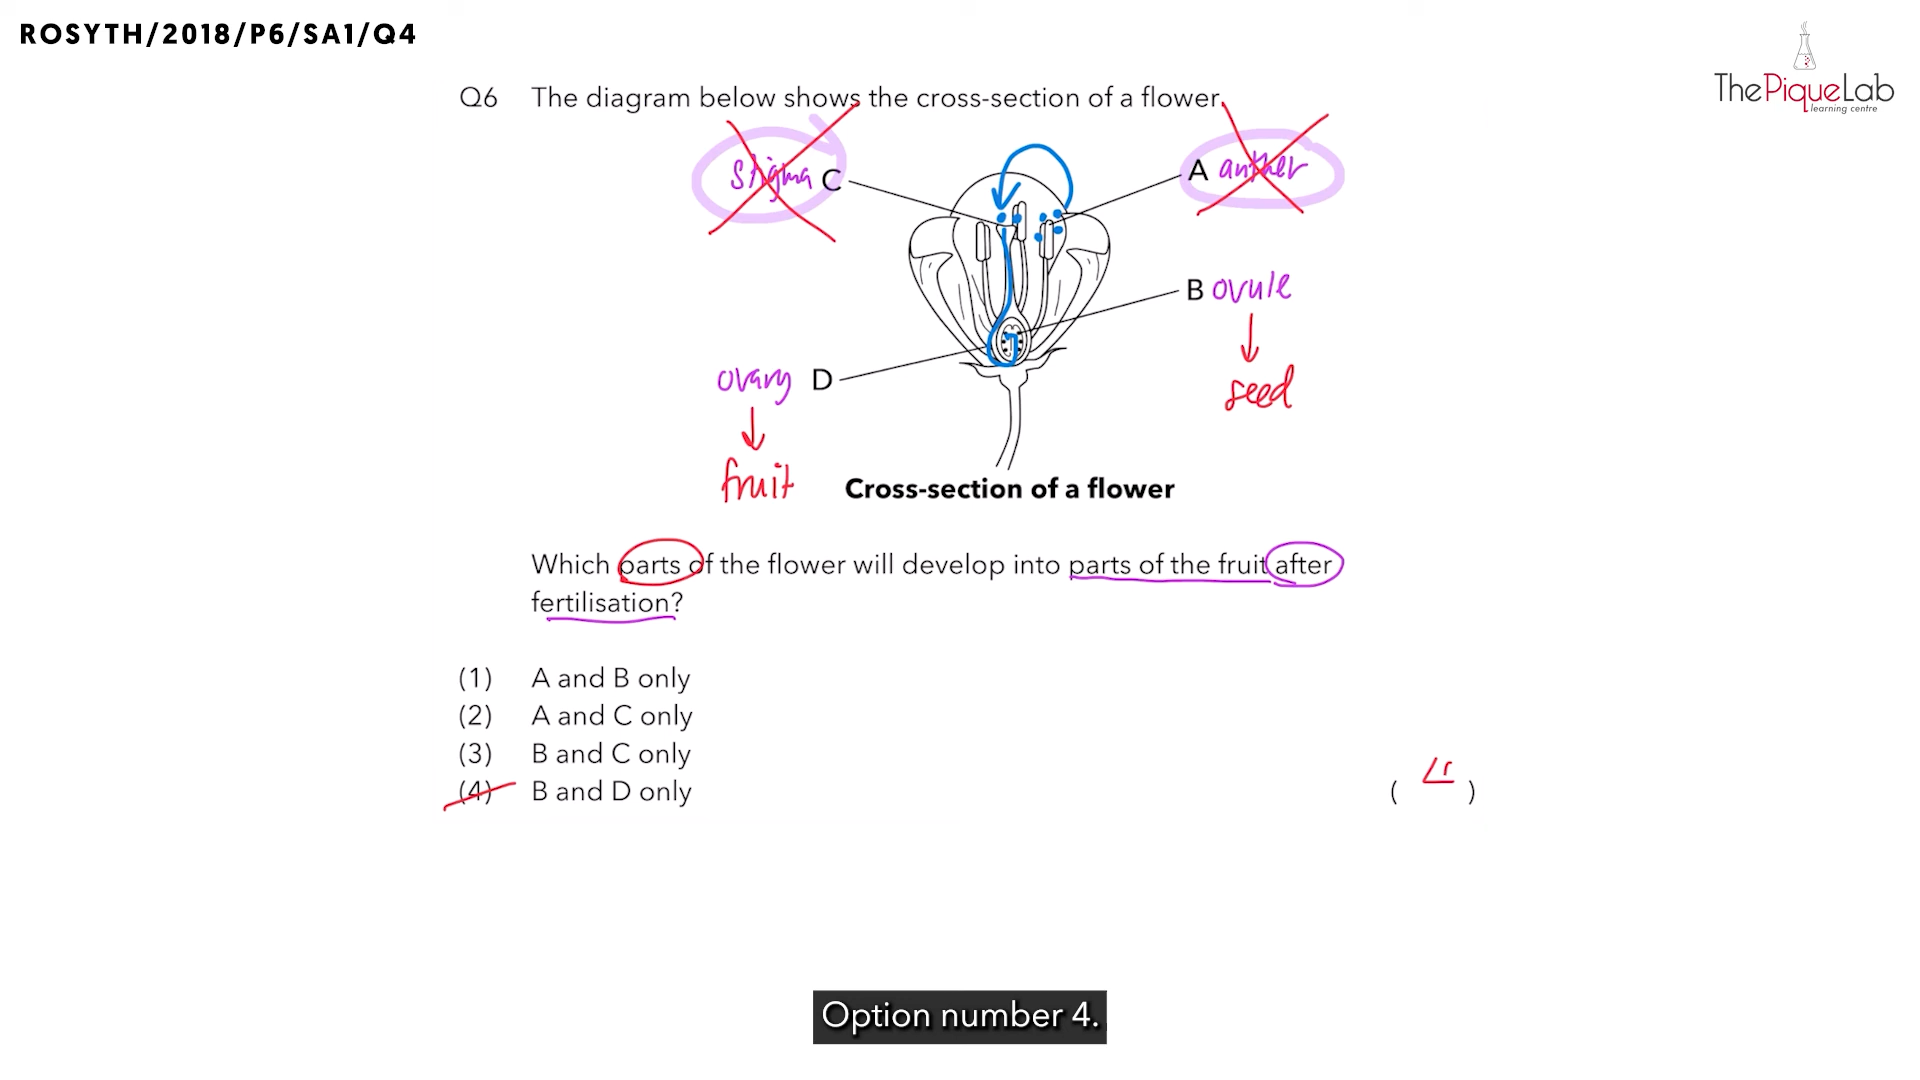 ROSYTH/2018/P6/SA1/Q4
ThePiqueLab
learning centre
Q6 The diagram below shows the cross-section of a flower.
stigma C
A anther
B ovule
seed
ovary D
fruit
Cross-section of a flower
Which parts of the flower will develop into parts of the fruit after
fertilisation?
(1) A and B only
(2) A and C only
(3) B and C only
(4) B and D only
( 4 )
Option number 4.